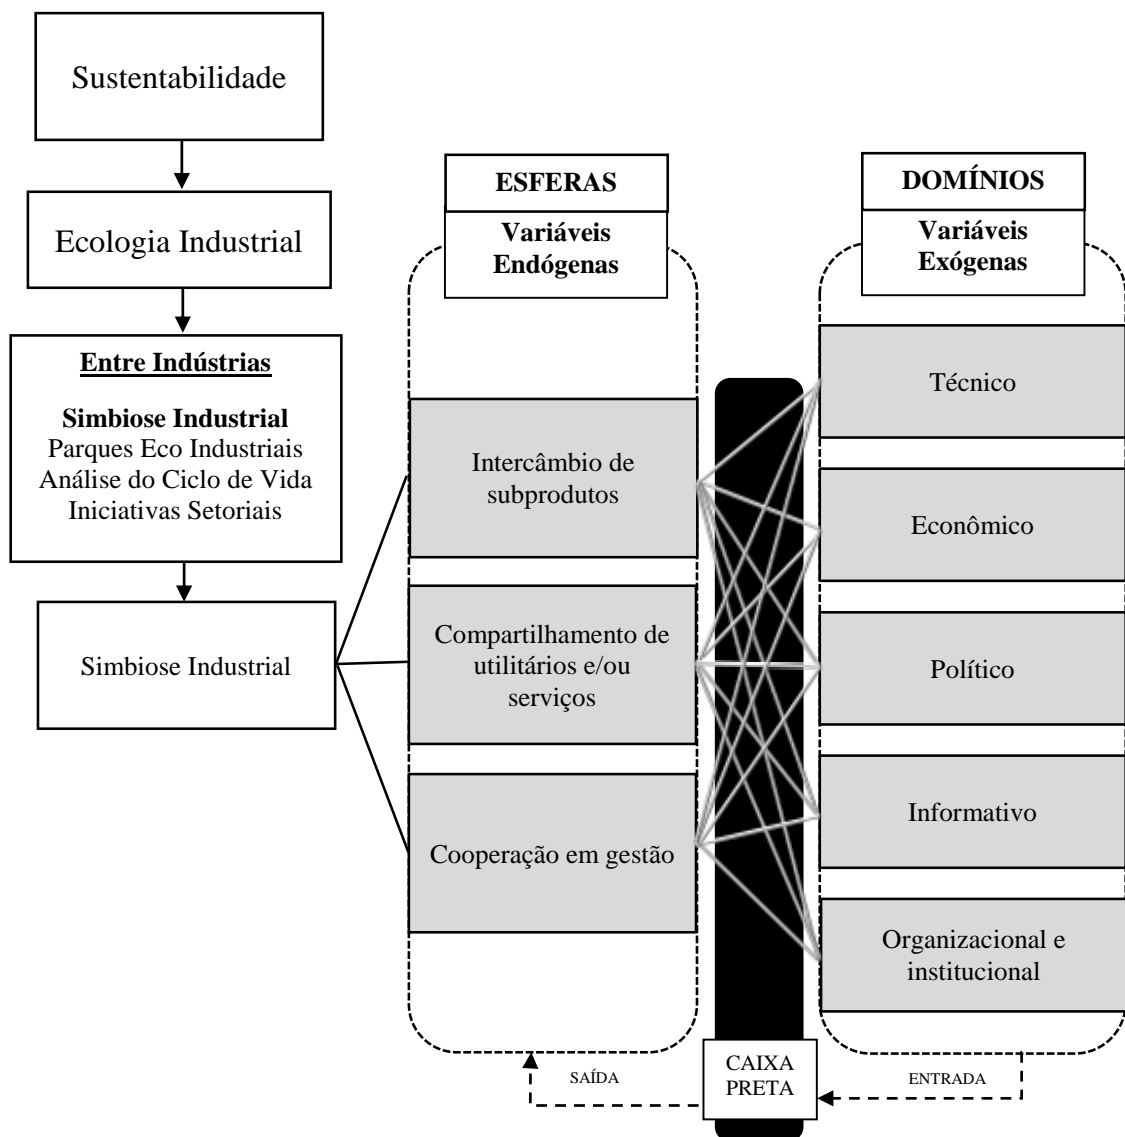 Sustentabilidade
Ecologia Industrial
Entre Indústrias
Simbiose Industrial
Parques Eco Industriais
Análise do Ciclo de Vida
Iniciativas Setoriais
Simbiose Industrial
ESFERAS
Variáveis
Endógenas
Intercâmbio de
subprodutos
Compartilhamento de
utilitários e/ou
serviços
Cooperação em gestão
DOMÍNIOS
Variáveis
Exógenas
Técnico
Econômico
Político
Informativo
Organizacional e
institucional
SAÍDA
CAIXA
PRETA
ENTRADA